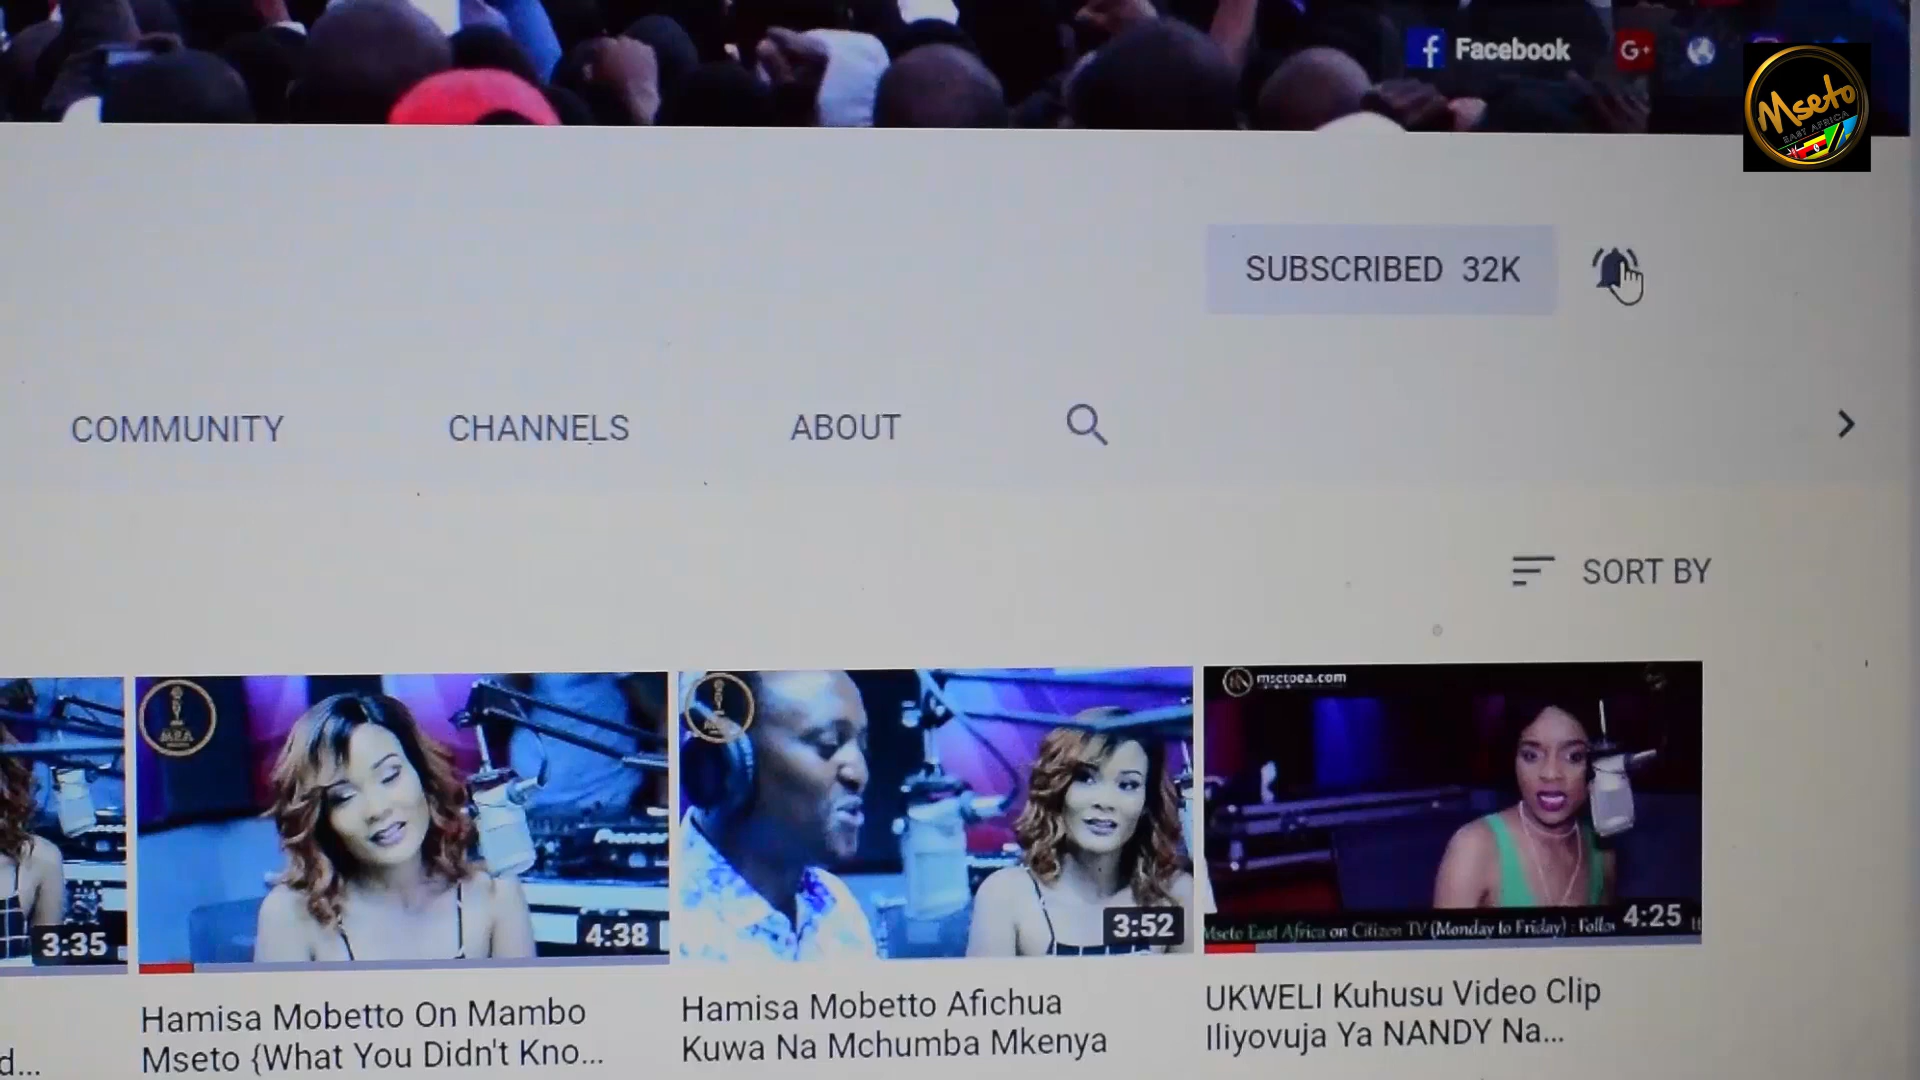 Facebook
G+
Mseto
EAST AFRICA
SUBSCRIBED 32K
COMMUNITY
CHANNELS
ABOUT
SORT BY
3:35
MEA
Pioneer
4:38
3:52
msetoea.com
Mseto East Africa on Citizen TV (Monday to Friday) : Follo
4:25
d...
Hamisa Mobetto On Mambo
Mseto {What You Didn't Kno...
Hamisa Mobetto Afichua
Kuwa Na Mchumba Mkenya
UKWELI Kuhusu Video Clip
Iliyovuja Ya NANDY Na...